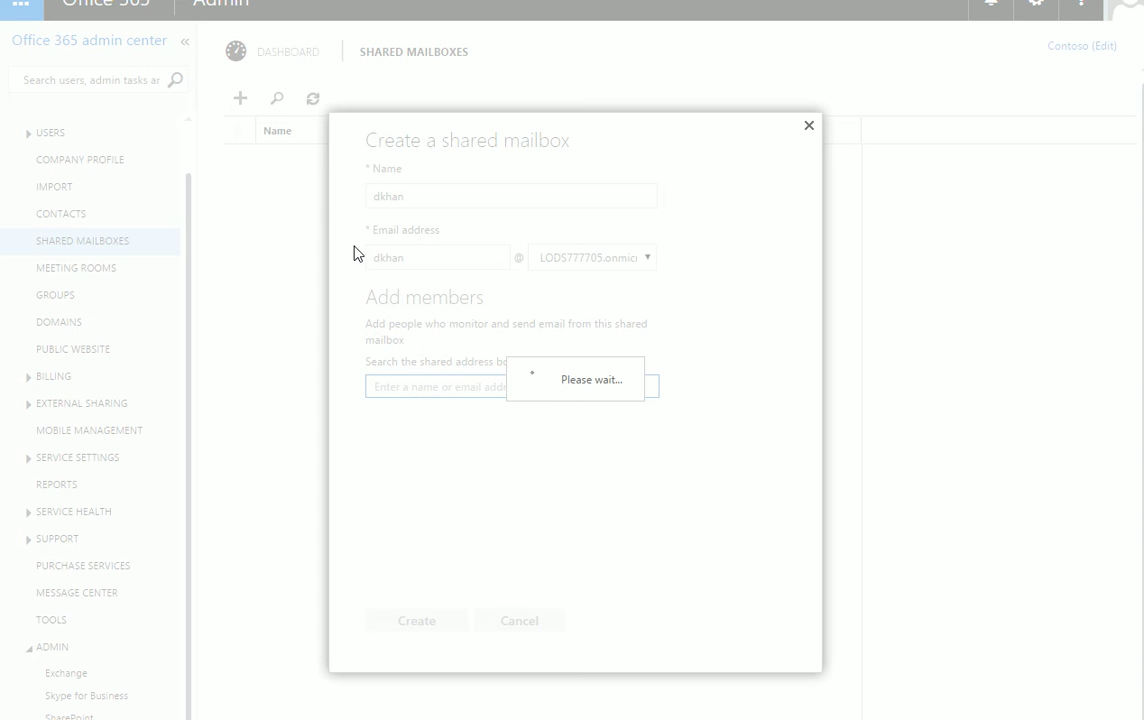 Office 365 Admin
Office 365 admin center «
Search users, admin tasks ar
USERS
COMPANY PROFILE
IMPORT
CONTACTS
SHARED MAILBOXES
MEETING ROOMS
GROUPS
DOMAINS
PUBLIC WEBSITE
BILLING
EXTERNAL SHARING
MOBILE MANAGEMENT
SERVICE SETTINGS
REPORTS
SERVICE HEALTH
SUPPORT
PURCHASE SERVICES
MESSAGE CENTER
TOOLS
ADMIN
Exchange
Skype for Business
SharePoint
DASHBOARD SHARED MAILBOXES
Contoso (Edit)
Name
Create a shared mailbox
* Name
dkhan
* Email address
dkhan @ LODS777705.onmicr
Add members
Add people who monitor and send email from this shared
mailbox
Search the shared address bo
Enter a name or email addr
Please wait...
Create Cancel